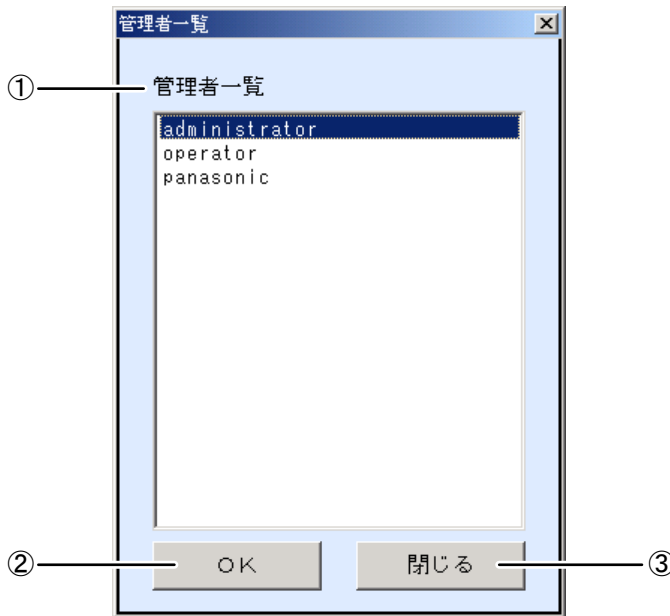 管理者一覧
① 管理者一覧
administrator
operator
panasonic
② OK 閉じる ③